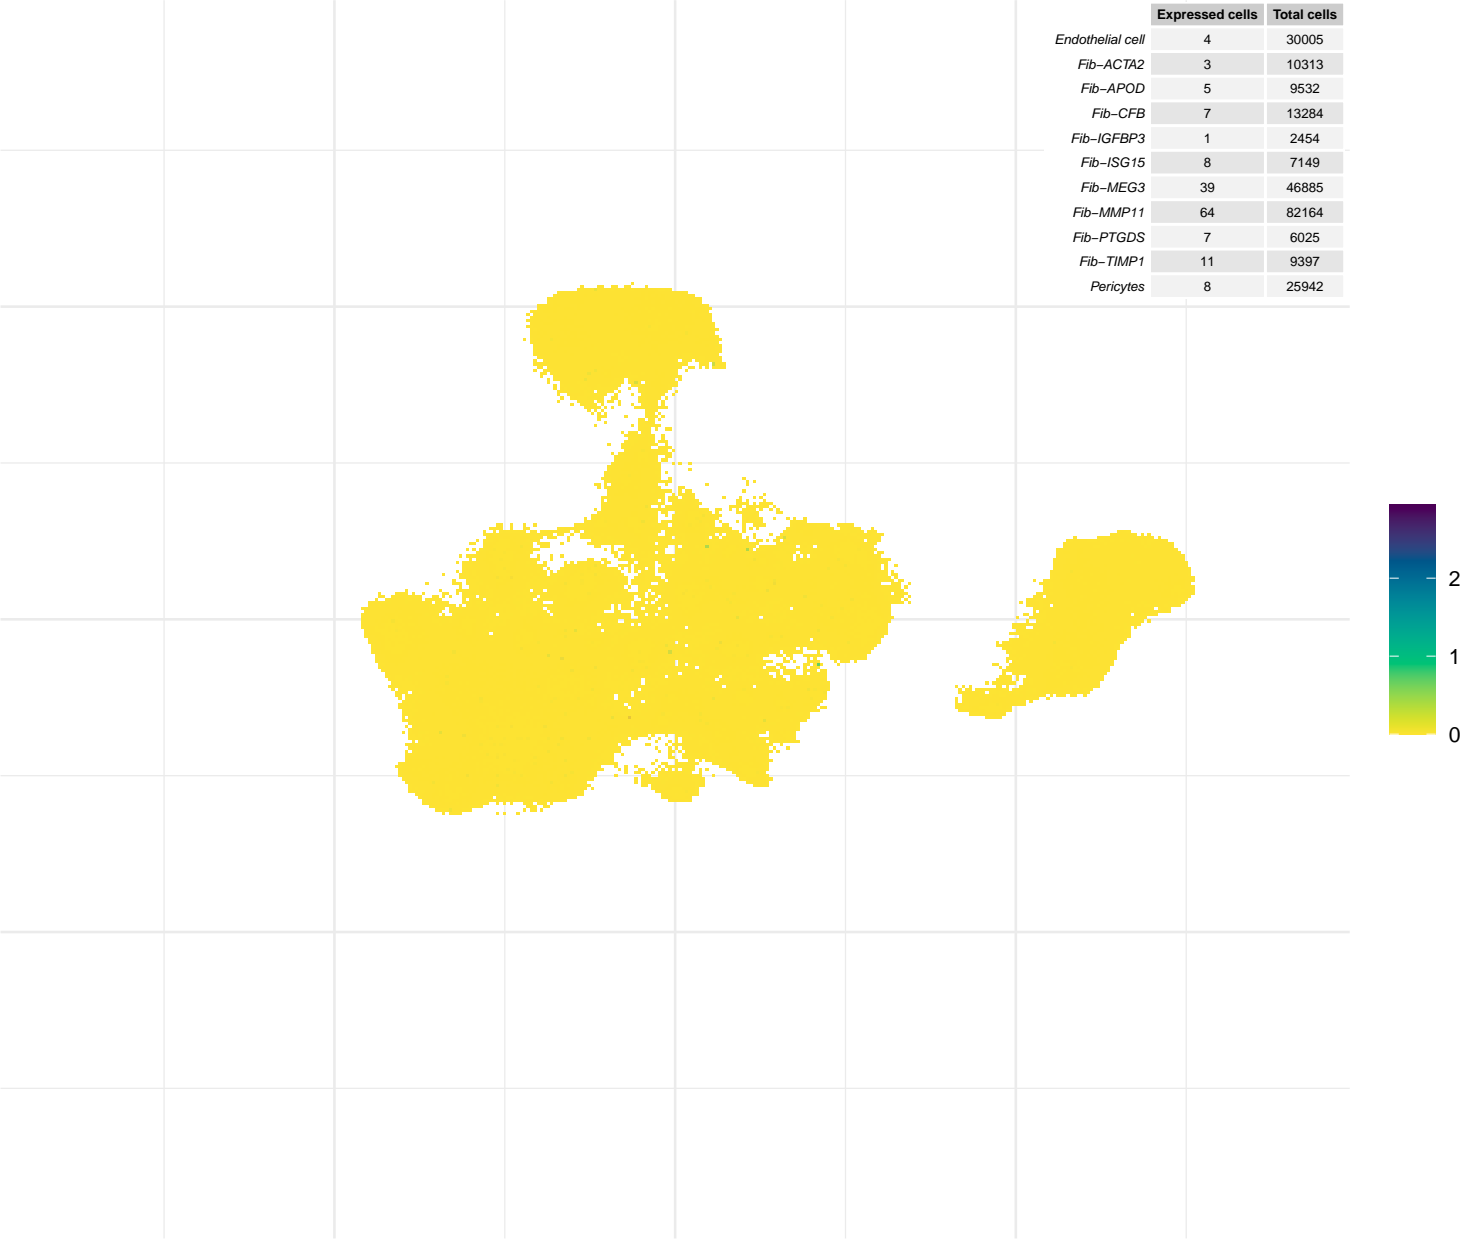 Expressed cells Total cells
Endothelial cell 4 30005
Fib−ACTA2 3 10313
Fib−APOD 5 9532
Fib−CFB 7 13284
Fib−IGFBP3 1 2454
Fib−ISG15 8 7149
Fib−MEG3 39 46885
Fib−MMP11 64 82164
Fib−PTGDS 7 6025
Fib−TIMP1 11 9397
Pericytes 8 25942
2
1
0